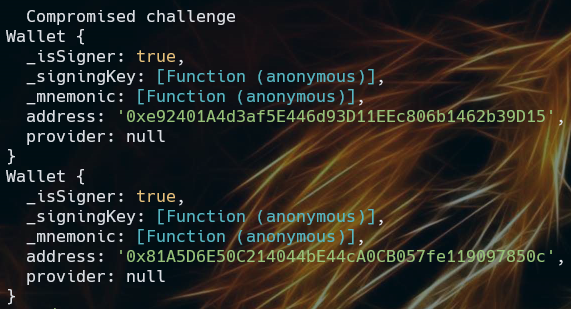 Compromised challenge
Wallet {
_isSigner: true,
_signingKey: [Function (anonymous)],
_mnemonic: [Function (anonymous)],
address: '0xe92401A4d3af5E446d93D11EEc806b1462b39D15',
provider: null
}
Wallet {
_isSigner: true,
_signingKey: [Function (anonymous)],
_mnemonic: [Function (anonymous)],
address: '0x81A5D6E50C214044bE44cA0CB057fe119097850c',
provider: null
}